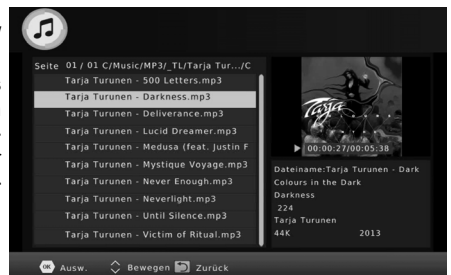 Seite 01 / 01 C/Music/MP3/_TL/Tarja Tur.../C
Tarja Turunen - 500 Letters.mp3
Tarja Turunen - Darkness.mp3
Tarja Turunen - Deliverance.mp3
Tarja Turunen - Lucid Dreamer.mp3
Tarja Turunen - Medusa (feat. Justin F
Tarja Turunen - Mystique Voyage.mp3
Tarja Turunen - Never Enough.mp3
Tarja Turunen - Neverlight.mp3
Tarja Turunen - Until Silence.mp3
Tarja Turunen - Victim of Ritual.mp3
Tarja
00:00:27/00:05:38
Dateiname:Tarja Turunen - Dark
Colours in the Dark
Darkness
224
Tarja Turunen
44K 2013
OK Ausw. Bewegen Zurück